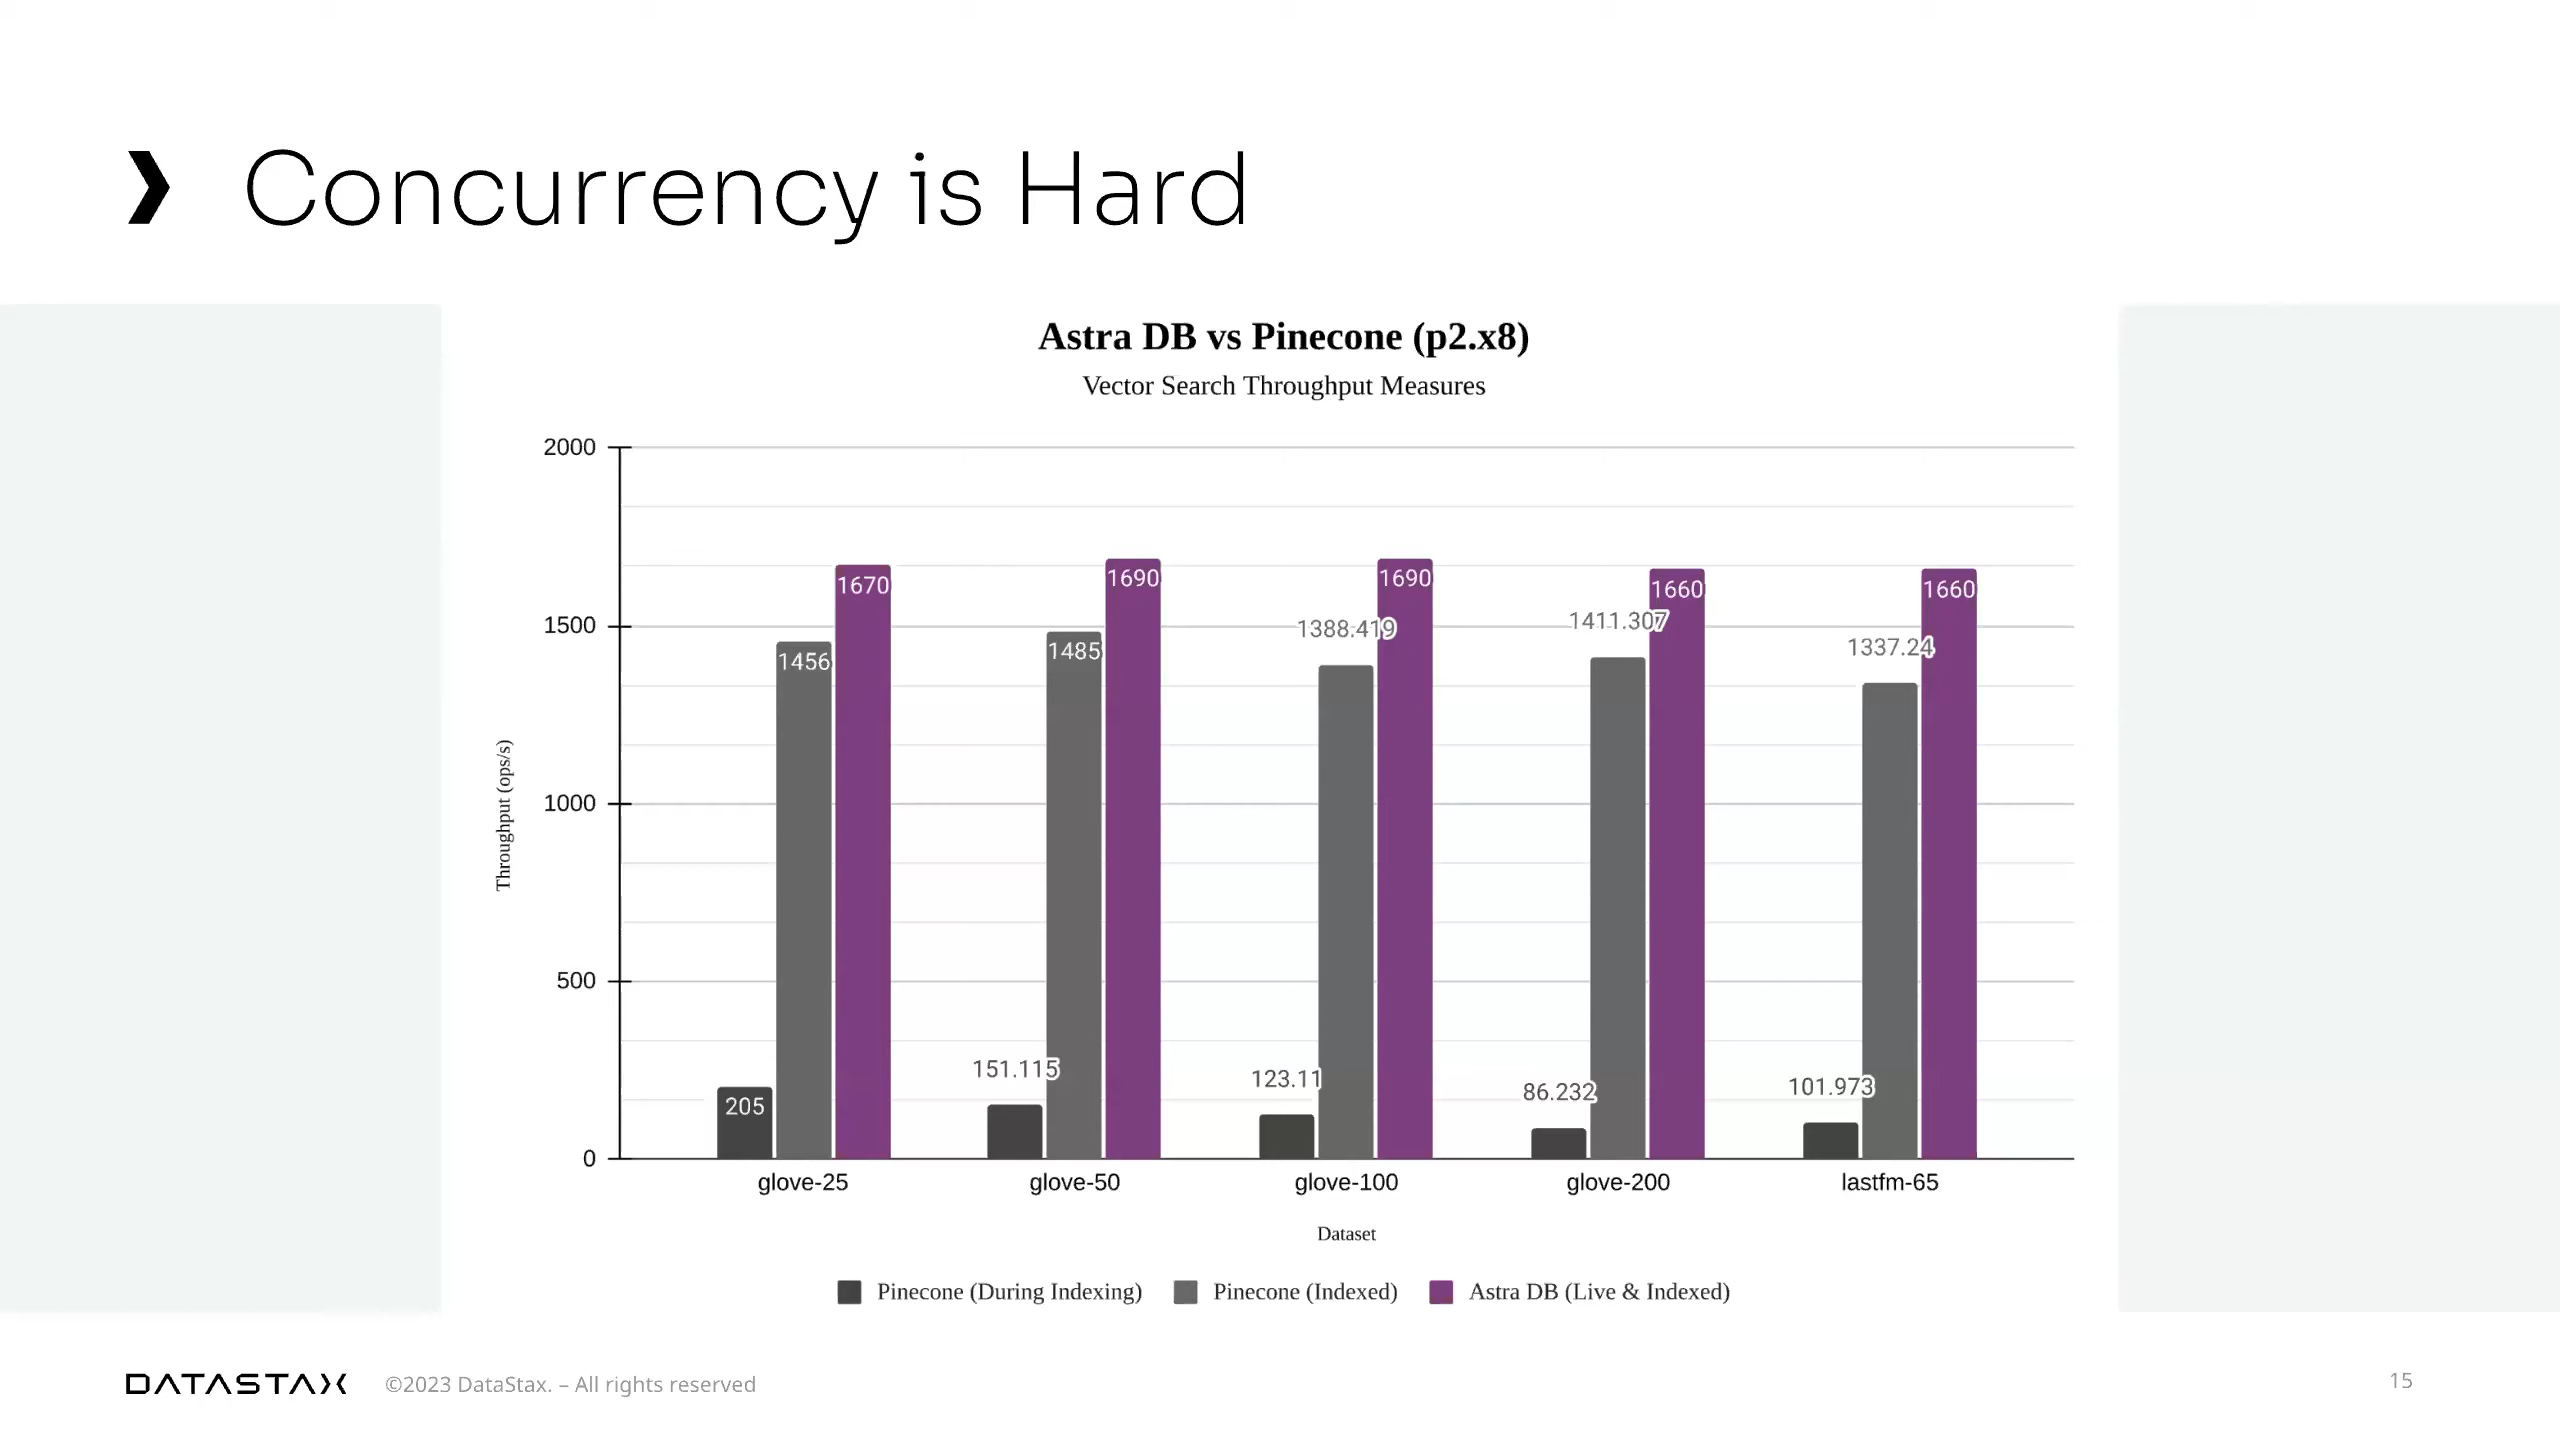 Concurrency is Hard
Astra DB vs Pinecone (p2.x8)
Vector Search Throughput Measures
Throughput (ops/s)
2000
1500
1000
500
0
205
1456
1670
151.115
1485
1690
123.11
1388.419
1690
86.232
1411.307
1660
101.973
1337.24
1660
glove-25 glove-50 glove-100 glove-200 lastfm-65
Dataset
Pinecone (During Indexing) Pinecone (Indexed) Astra DB (Live & Indexed)
DATASTAX ©2023 DataStax. – All rights reserved 15